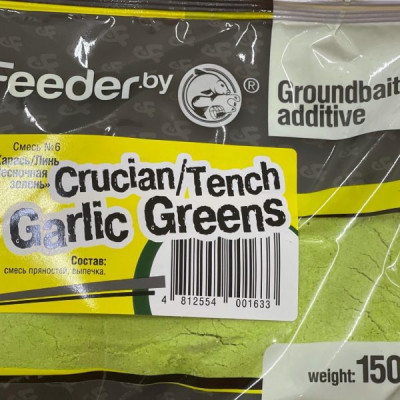 Feeder.by ®
Groundbait
additive
Смесь №6
Карась/Линь
«Чесночная
зелень»
Crucian/Tench
Garlic Greens
Состав:
смесь пряностей, выпечка.
4 812554 001633
weight: 150